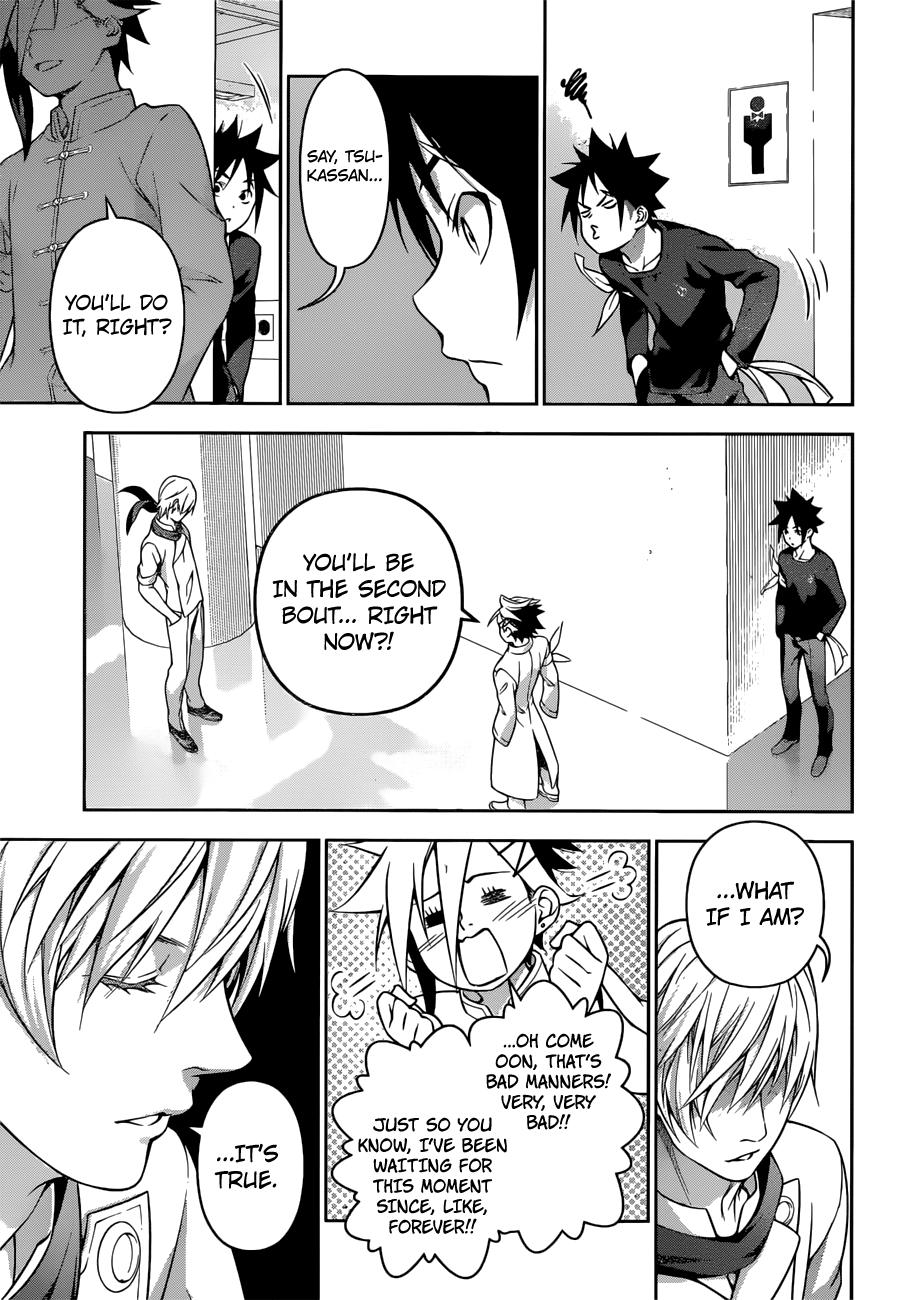 SAY, TSU-
KASSAN...
YOU'LL DO
IT, RIGHT?
YOU'LL BE
IN THE SECOND
BOUT... RIGHT
NOW?!
...WHAT
IF I AM?
...OH COME
OON, THAT'S
BAD MANNERS!
VERY, VERY
BAD!!
JUST SO YOU
KNOW, I'VE BEEN
WAITING FOR
THIS MOMENT
SINCE, LIKE,
FOREVER!!
...IT'S
TRUE.